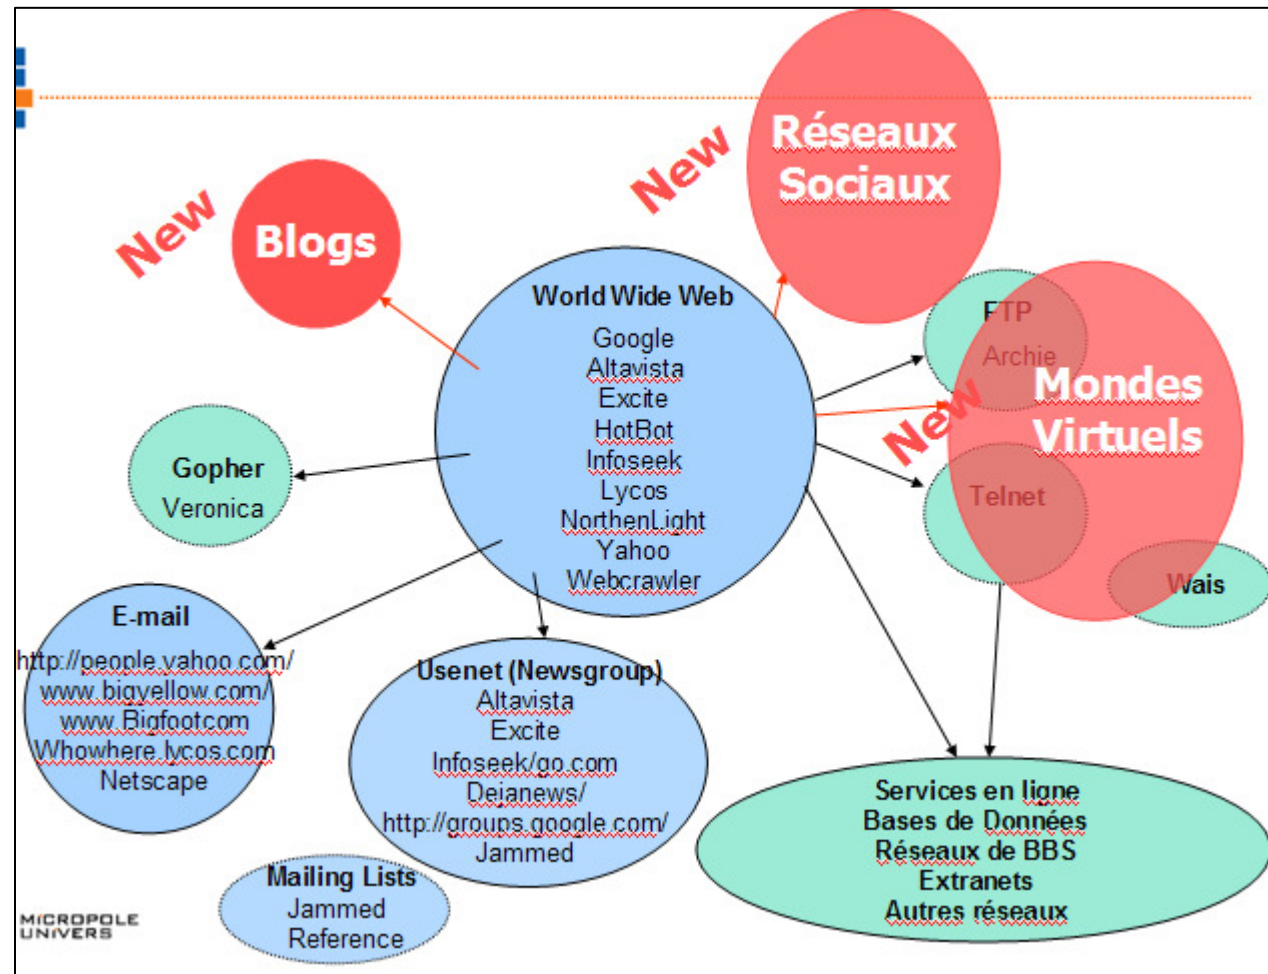 Réseaux
Sociaux
New
New
Blogs
World Wide Web
Google
Altavista
Excite
HotBot
Infoseek
Lycos
NorthenLight
Yahoo
Webcrawler
FTP
Archie
New
Mondes
Virtuels
Telnet
Wais
Gopher
Veronica
E-mail
http://people.yahoo.com/
www.bigyellow.com/
www.Bigfootcom
Whowhere.lycos.com
Netscape
Usenet (Newsgroup)
Altavista
Excite
Infoseek/go.com
Dejanews/
http://groups.google.com/
Jammed
Mailing Lists
Jammed
Reference
Services en ligne
Bases de Données
Réseaux de BBS
Extranets
Autres réseaux
MICROPOLE
UNIVERS